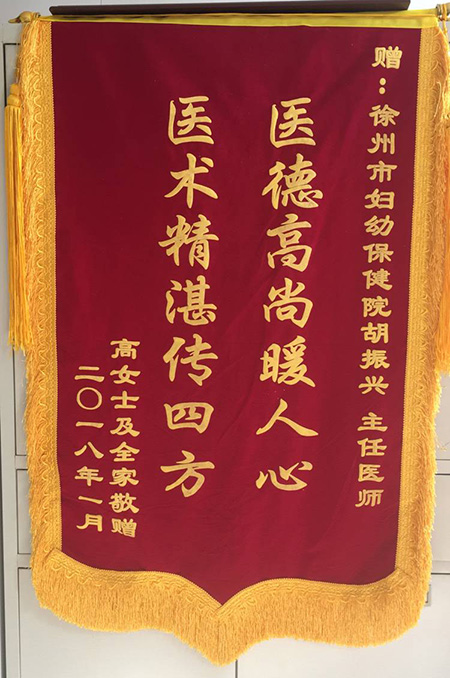 赠：徐州市妇幼保健院胡振兴 主任医师
医德高尚暖人心
医术精湛传四方
高女士及全家敬赠
二〇一八年一月